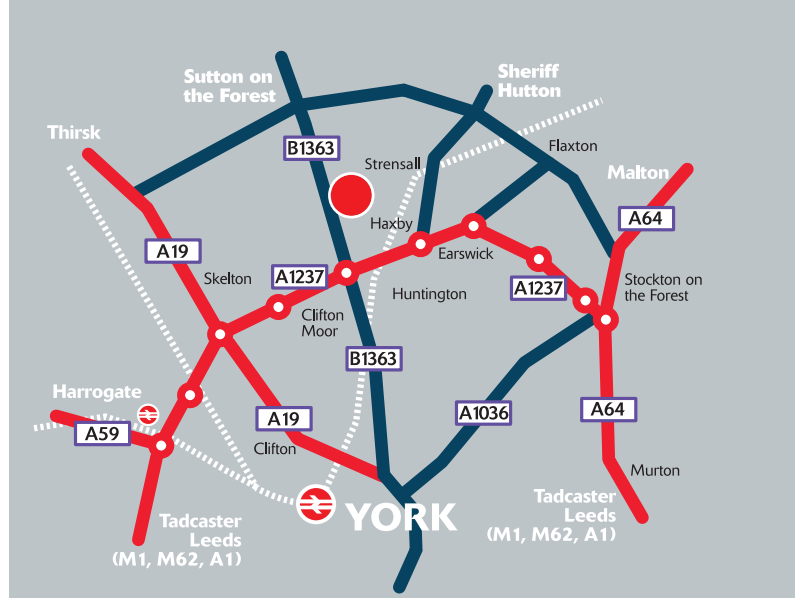 Sutton on
the Forest
Sheriff
Hutton
Thirsk
B1363
Strensall
Flaxton
Malton
Haxby
A64
A19
Skelton
A1237
Earswick
Huntington
A1237
Stockton on
the Forest
Clifton
Moor
B1363
Harrogate
A59
A19
Clifton
A1036
A64
Murton
YORK
Tadcaster
Leeds
(M1, M62, A1)
Tadcaster
Leeds
(M1, M62, A1)